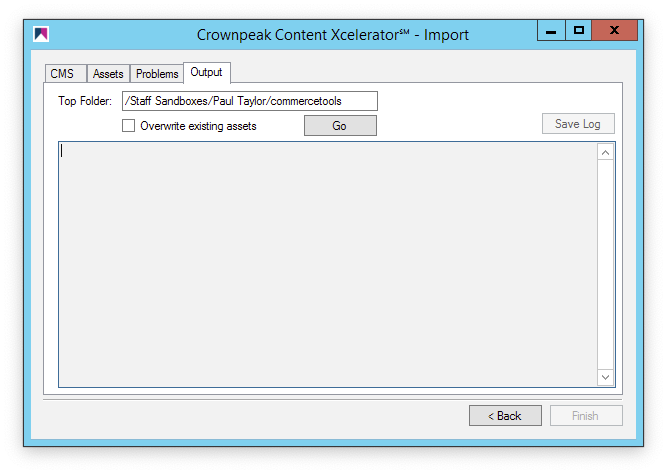 Crownpeak Content Xcelerator℠ - Import
CMS Assets Problems Output
Top Folder: /Staff Sandboxes/Paul Taylor/commercetools
Overwrite existing assets Go Save Log
< Back Finish